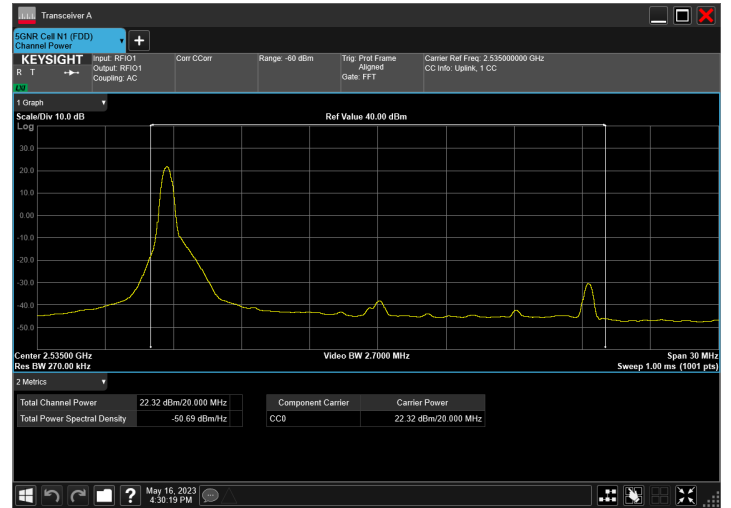 Transceiver A
5GNR Cell N1 (FDD)
Channel Power
KEYSIGHT
R T
LXI
Input: RFIO1
Output: RFIO1
Coupling: AC
Corr CCorr
Range: -60 dBm
Trig: Prot Frame
Aligned
Gate: FFT
Carrier Ref Freq: 2.535000000 GHz
CC Info: Uplink, 1 CC
1 Graph
Scale/Div 10.0 dB
Ref Value 40.00 dBm
Log
30.0
20.0
10.0
0.00
-10.0
-20.0
-30.0
-40.0
-50.0
Center 2.53500 GHz
Video BW 2.7000 MHz
Span 30 MHz
Res BW 270.00 kHz
Sweep 1.00 ms (1001 pts)
2 Metrics
Total Channel Power 22.32 dBm/20.000 MHz
Total Power Spectral Density -50.69 dBm/Hz
Component Carrier Carrier Power
CC0 22.32 dBm/20.000 MHz
?
May 16, 2023
4:30:19 PM